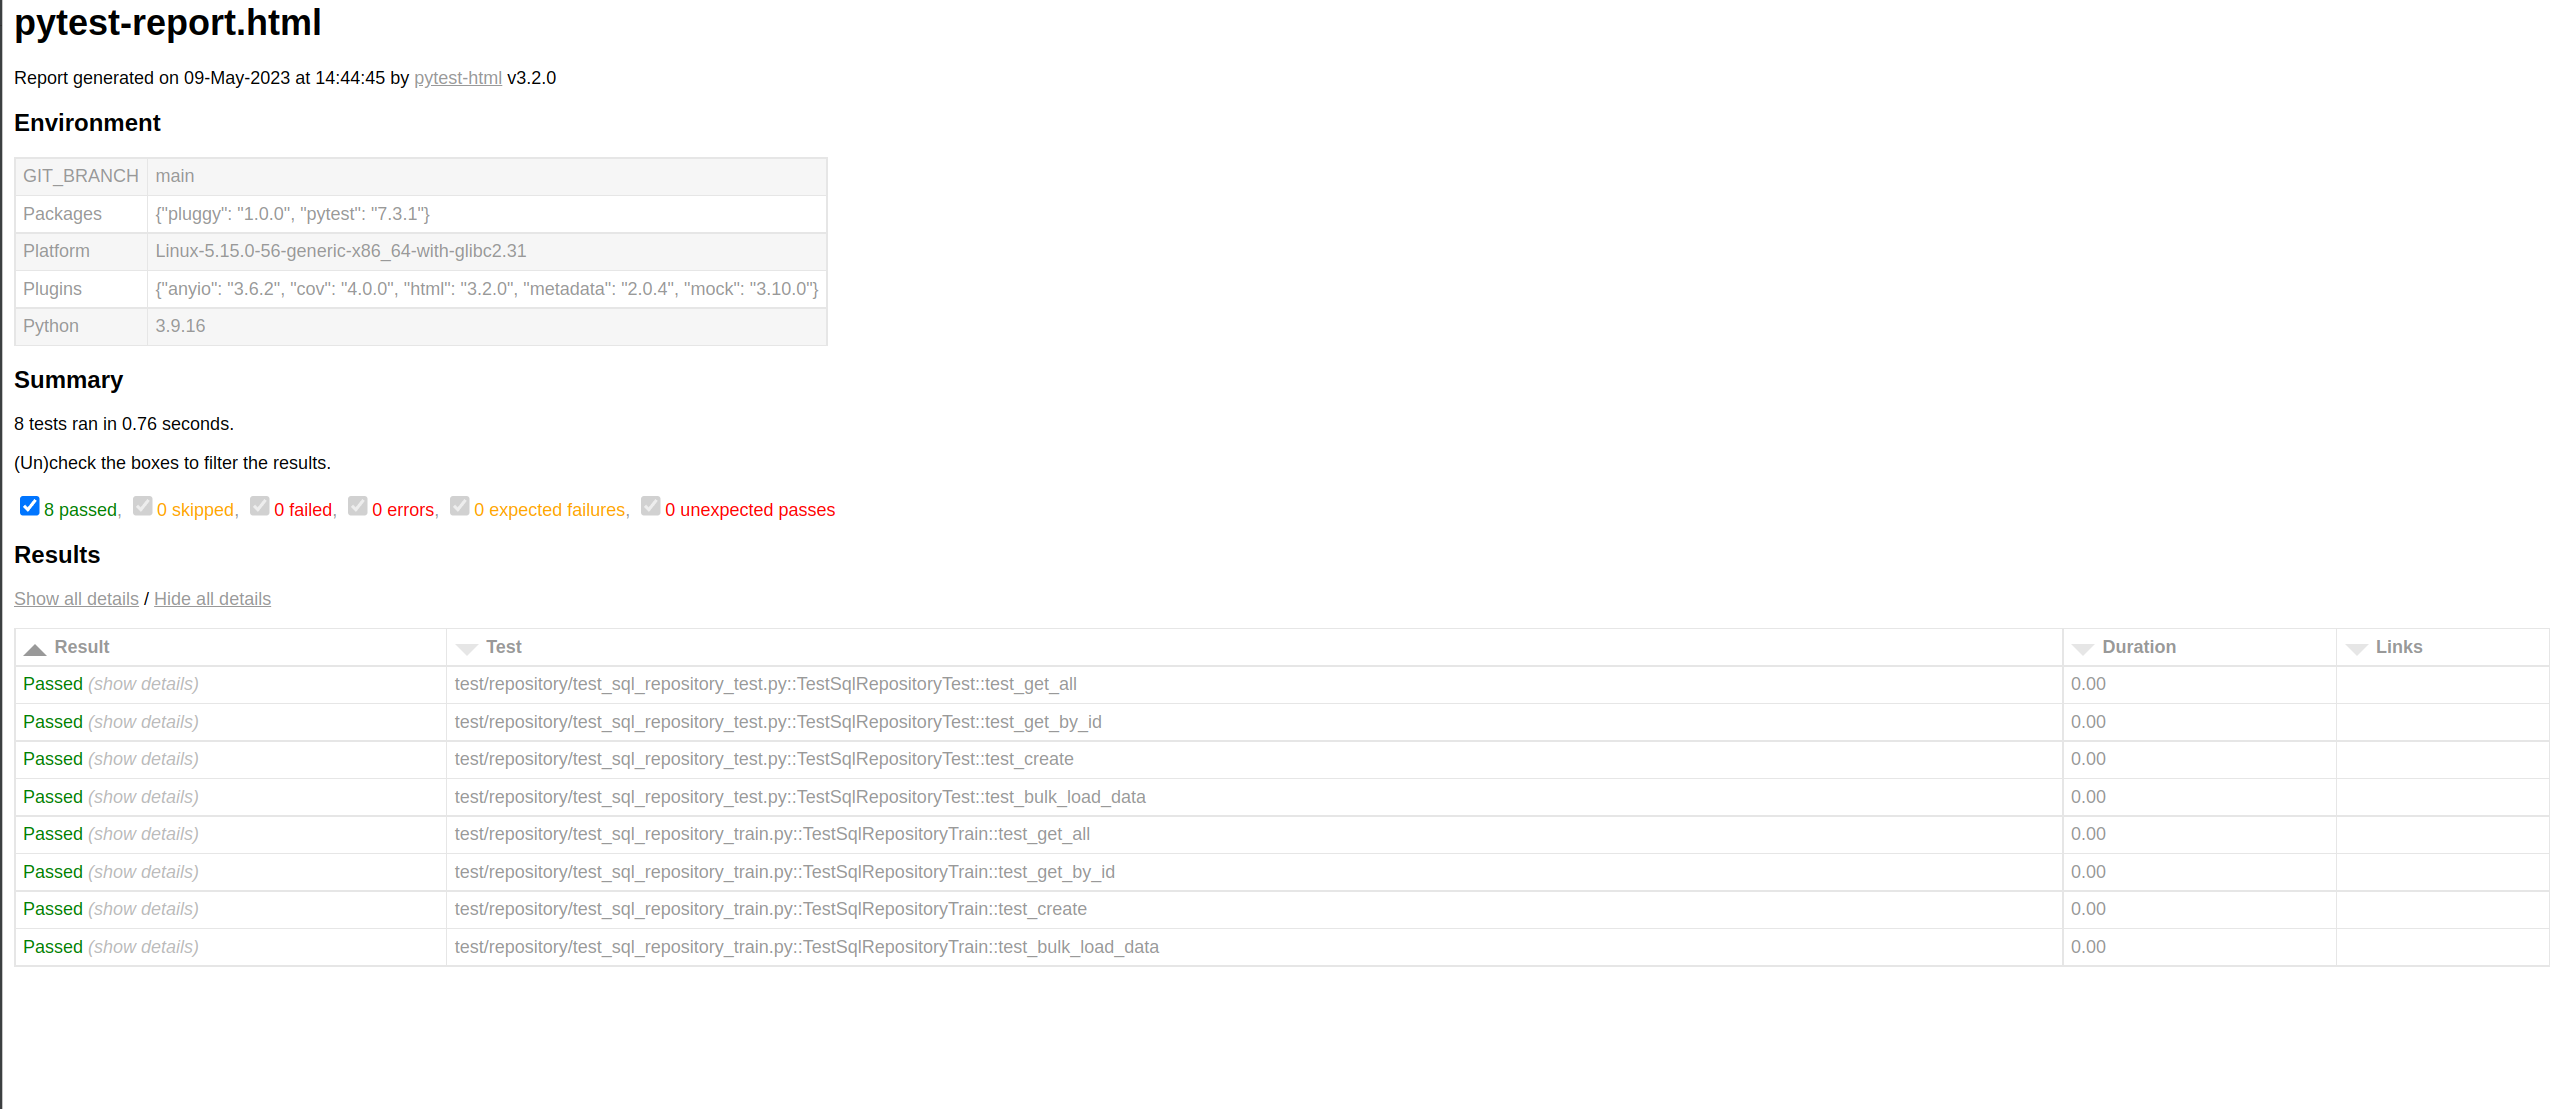 pytest-report.html
Report generated on 09-May-2023 at 14:44:45 by pytest-html v3.2.0
Environment
GIT_BRANCH main
Packages {"pluggy": "1.0.0", "pytest": "7.3.1"}
Platform Linux-5.15.0-56-generic-x86_64-with-glibc2.31
Plugins {"anyio": "3.6.2", "cov": "4.0.0", "html": "3.2.0", "metadata": "2.0.4", "mock": "3.10.0"}
Python 3.9.16
Summary
8 tests ran in 0.76 seconds.
(Un)check the boxes to filter the results.
8 passed, 0 skipped, 0 failed, 0 errors, 0 expected failures, 0 unexpected passes
Results
Show all details / Hide all details
Result Test Duration Links
Passed (show details) test/repository/test_sql_repository_test.py::TestSqlRepositoryTest::test_get_all 0.00
Passed (show details) test/repository/test_sql_repository_test.py::TestSqlRepositoryTest::test_get_by_id 0.00
Passed (show details) test/repository/test_sql_repository_test.py::TestSqlRepositoryTest::test_create 0.00
Passed (show details) test/repository/test_sql_repository_test.py::TestSqlRepositoryTest::test_bulk_load_data 0.00
Passed (show details) test/repository/test_sql_repository_train.py::TestSqlRepositoryTrain::test_get_all 0.00
Passed (show details) test/repository/test_sql_repository_train.py::TestSqlRepositoryTrain::test_get_by_id 0.00
Passed (show details) test/repository/test_sql_repository_train.py::TestSqlRepositoryTrain::test_create 0.00
Passed (show details) test/repository/test_sql_repository_train.py::TestSqlRepositoryTrain::test_bulk_load_data 0.00